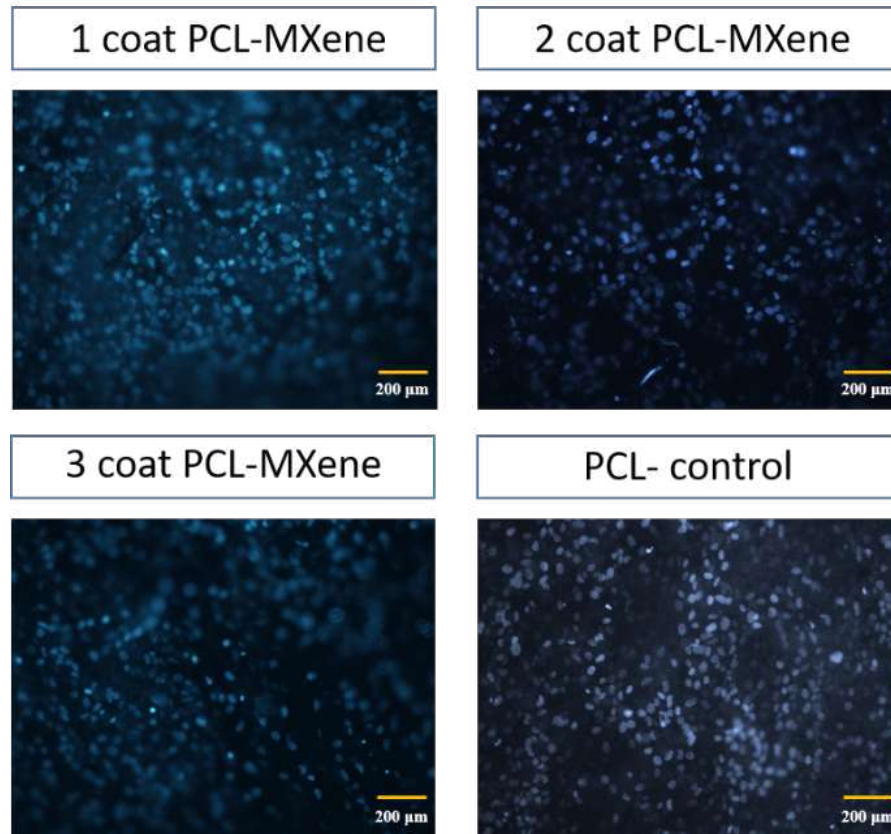 1 coat PCL-MXene
2 coat PCL-MXene
200 μm
200 μm
3 coat PCL-MXene
PCL- control
200 μm
200 μm